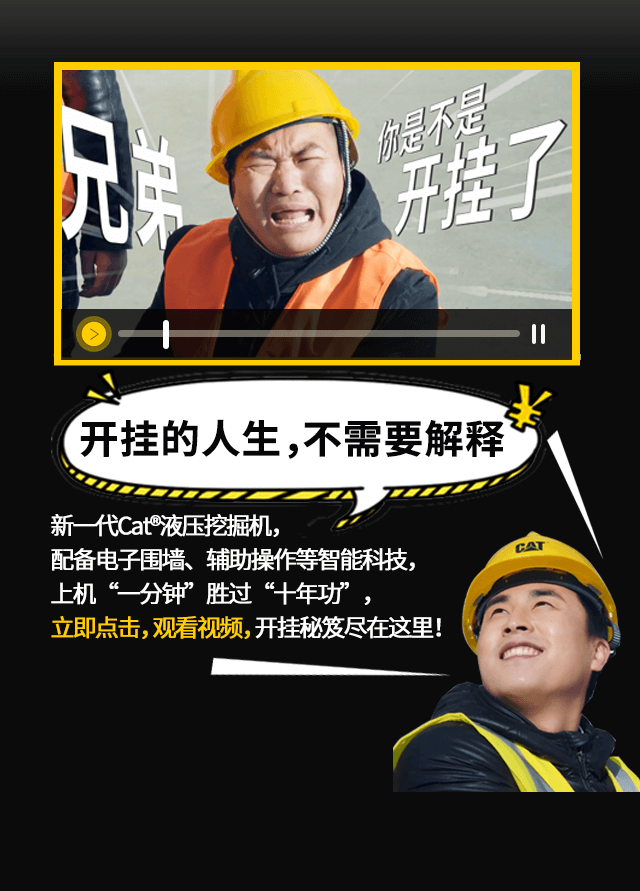 兄弟
你是不是
开挂了
开挂的人生，不需要解释
新一代Cat®液压挖掘机，
配备电子围墙、辅助操作等智能科技，
上机“一分钟”胜过“十年功”，
立即点击，观看视频，开挂秘笈尽在这里！
CAT